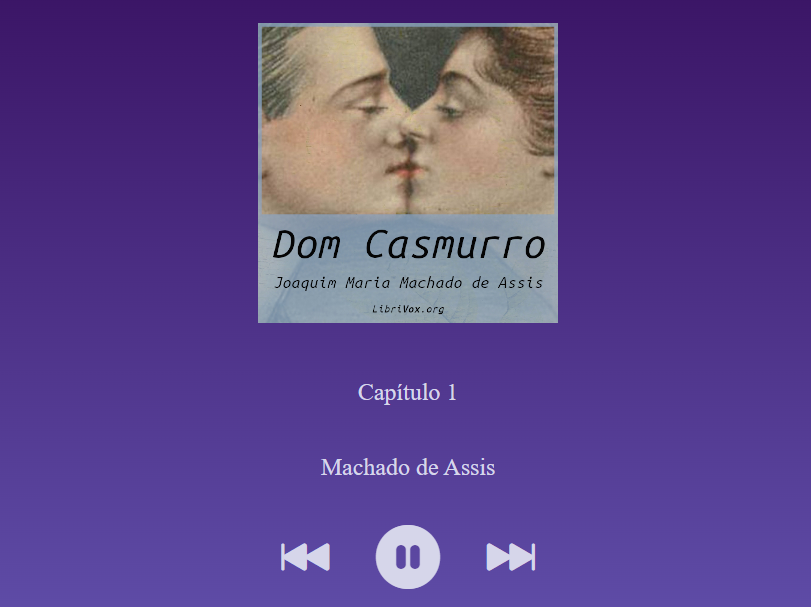 Dom Casmurro
Joaquim Maria Machado de Assis
LibriVox.org
Capítulo 1
Machado de Assis